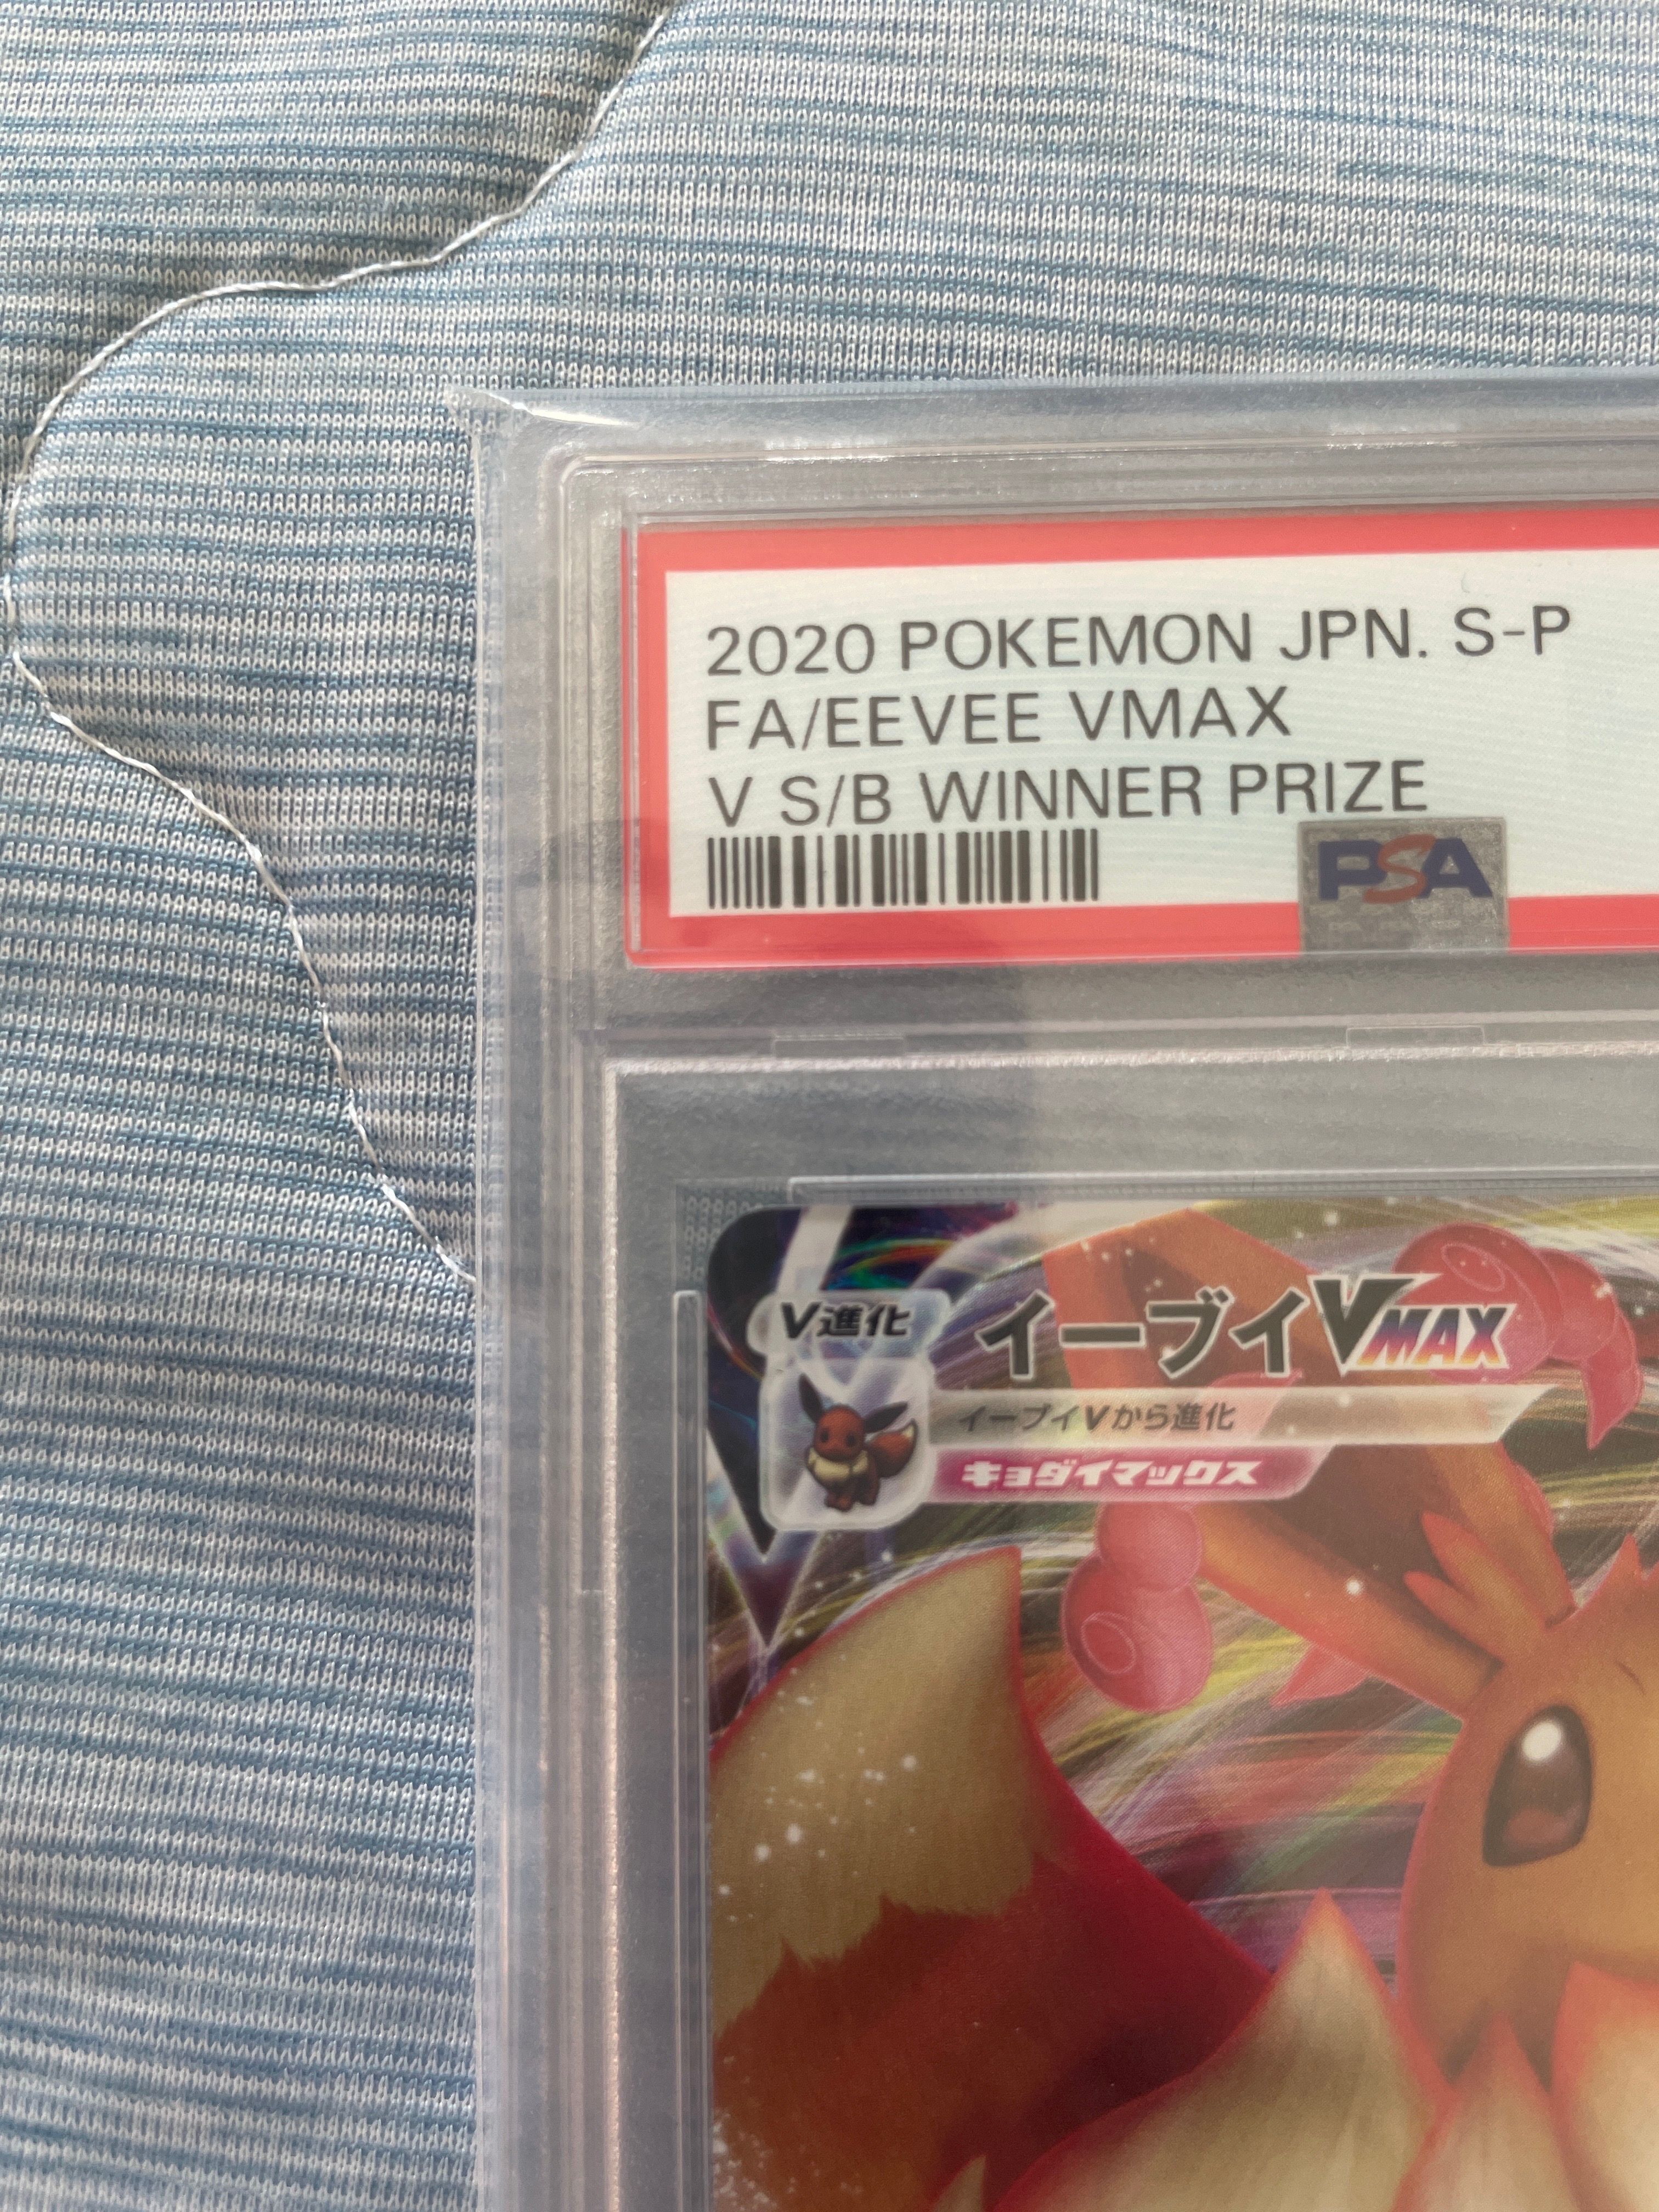 2020 POKEMON JPN. S-P
FA/EEVEE VMAX
V S/B WINNER PRIZE
PSA
V進化
イーブイVMAX
イーブイVから進化
キョダイマックス